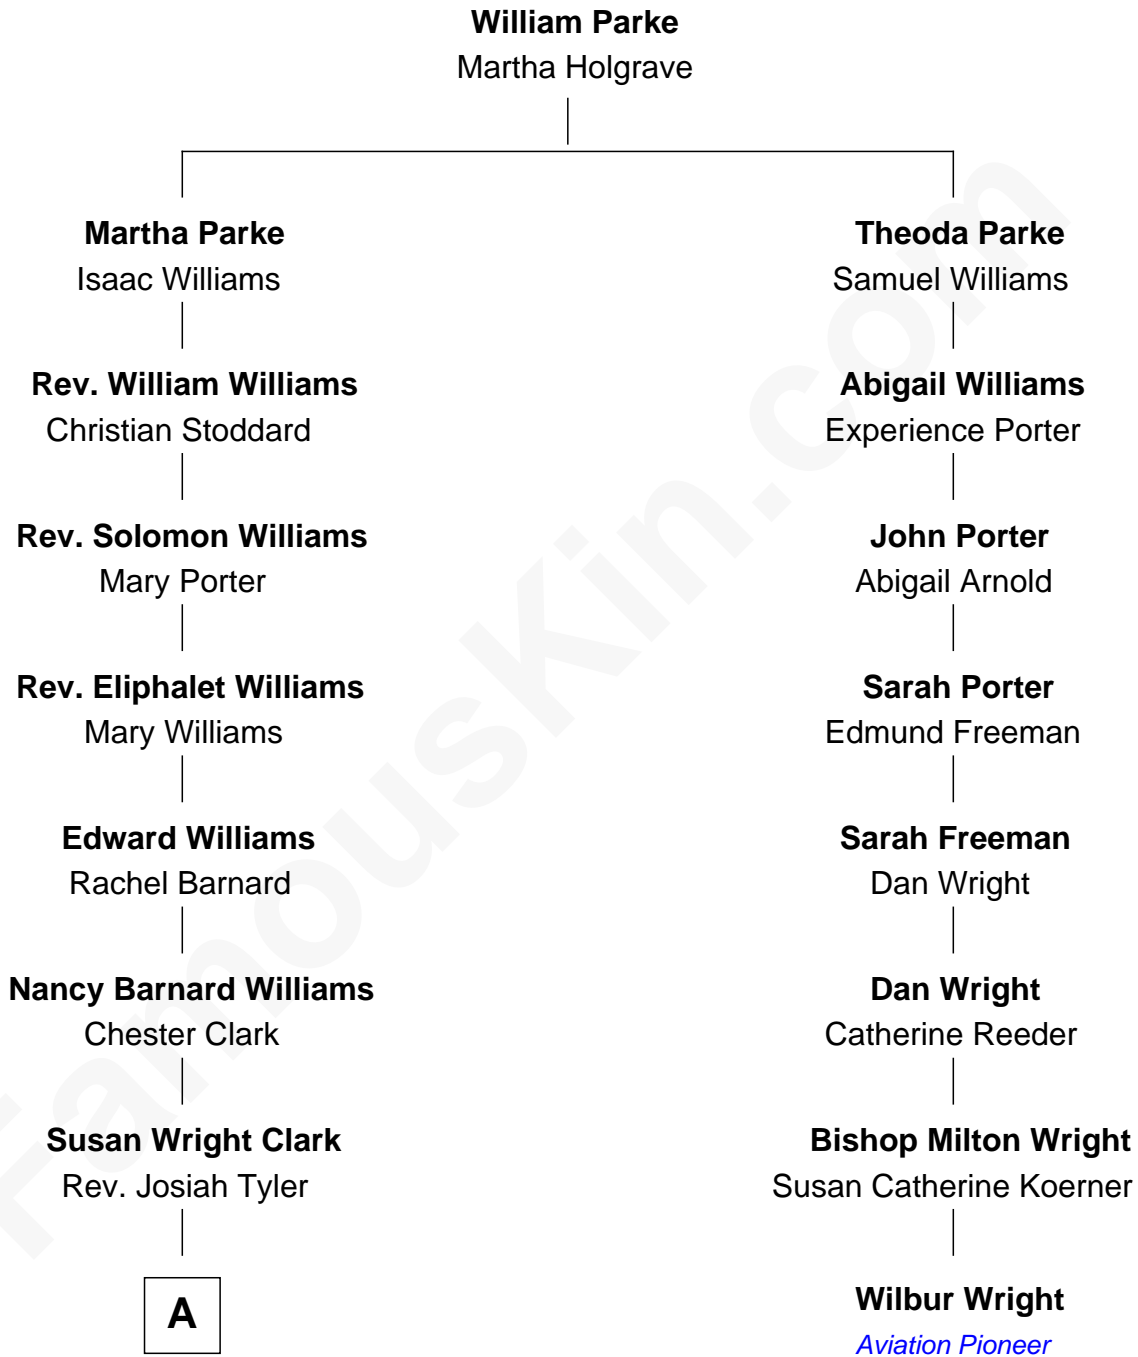 William Parke
Martha Holgrave
Martha Parke
Isaac Williams
Theoda Parke
Samuel Williams
Rev. William Williams
Christian Stoddard
Abigail Williams
Experience Porter
Rev. Solomon Williams
Mary Porter
John Porter
Abigail Arnold
Rev. Eliphalet Williams
Mary Williams
Sarah Porter
Edmund Freeman
Edward Williams
Rachel Barnard
Sarah Freeman
Dan Wright
Nancy Barnard Williams
Chester Clark
Dan Wright
Catherine Reeder
Susan Wright Clark
Rev. Josiah Tyler
Bishop Milton Wright
Susan Catherine Koerner
A
Wilbur Wright
Aviation Pioneer
FamousKin.com